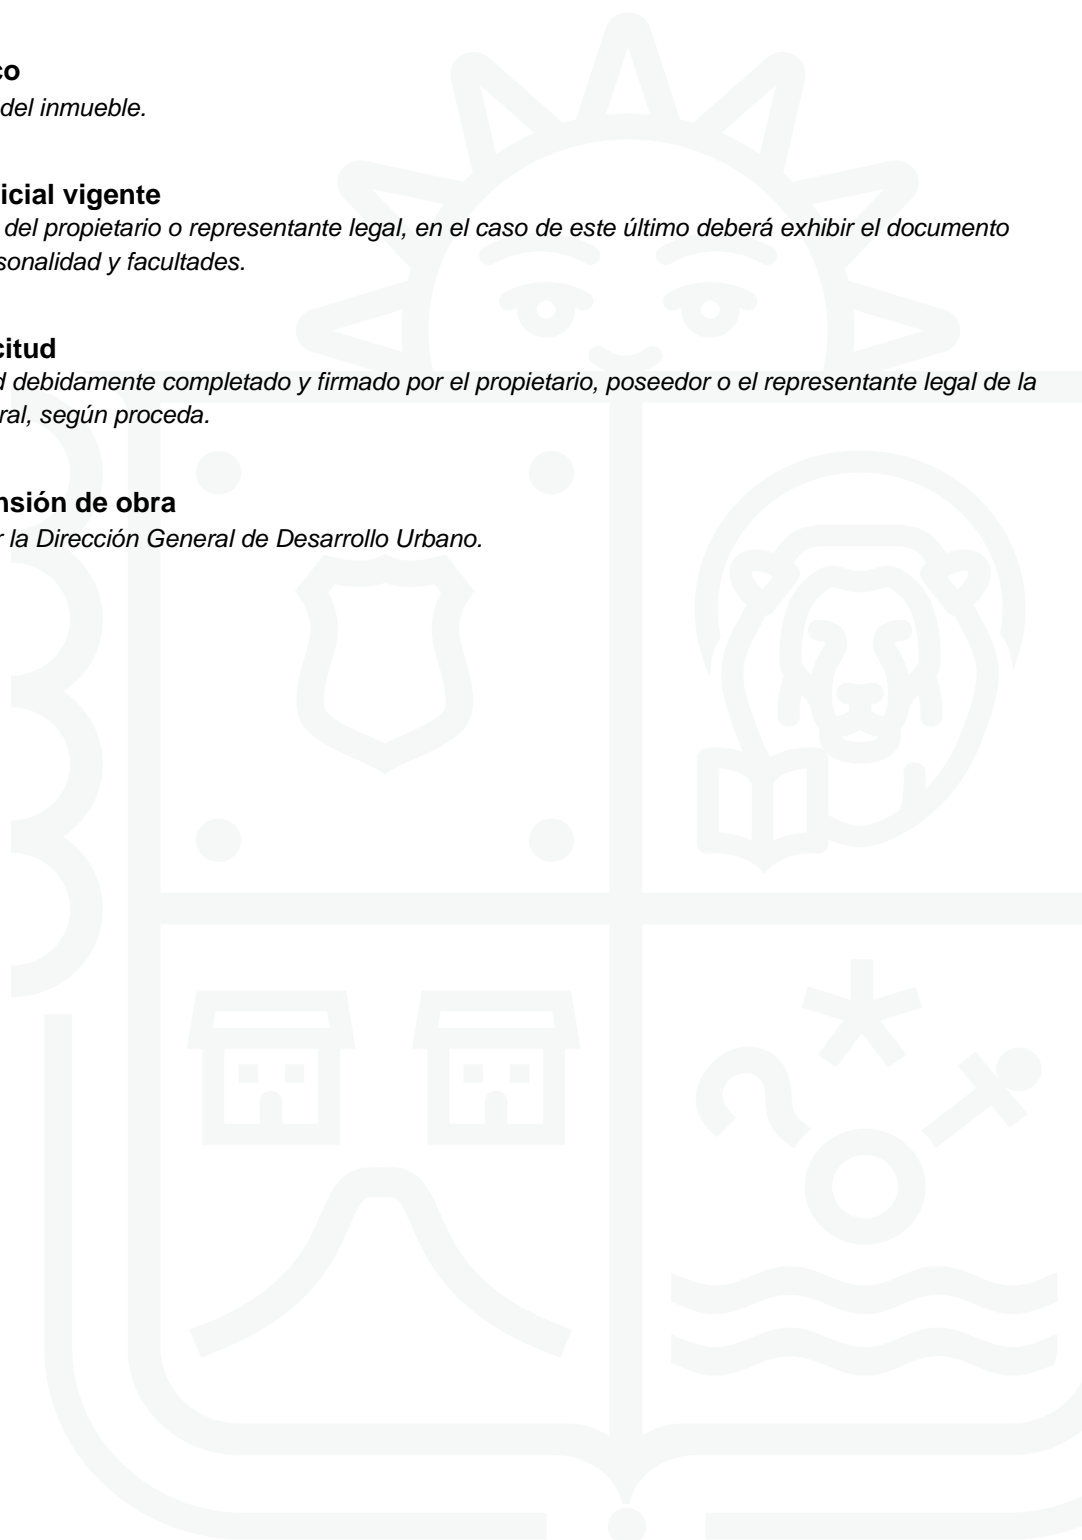 co
del inmueble.
icial vigente
del propietario o representante legal, en el caso de este último deberá exhibir el documento
sonalidad y facultades.
citud
d debidamente completado y firmado por el propietario, poseedor o el representante legal de la
ral, según proceda.
nsión de obra
r la Dirección General de Desarrollo Urbano.